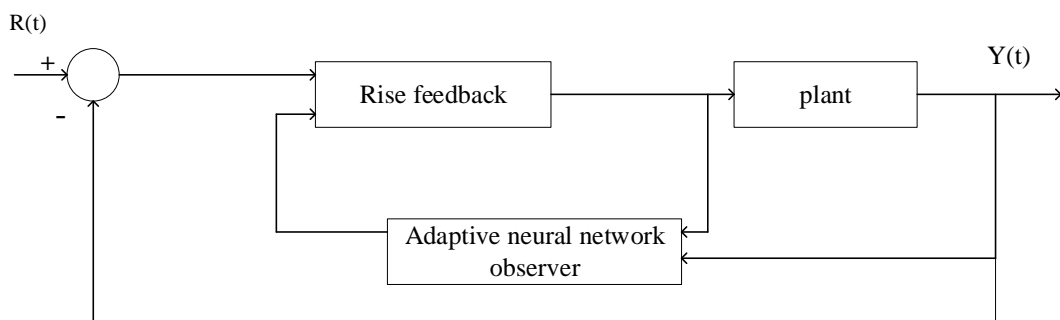 R(t)
+
-
Rise feedback
plant
Y(t)
Adaptive neural network
observer